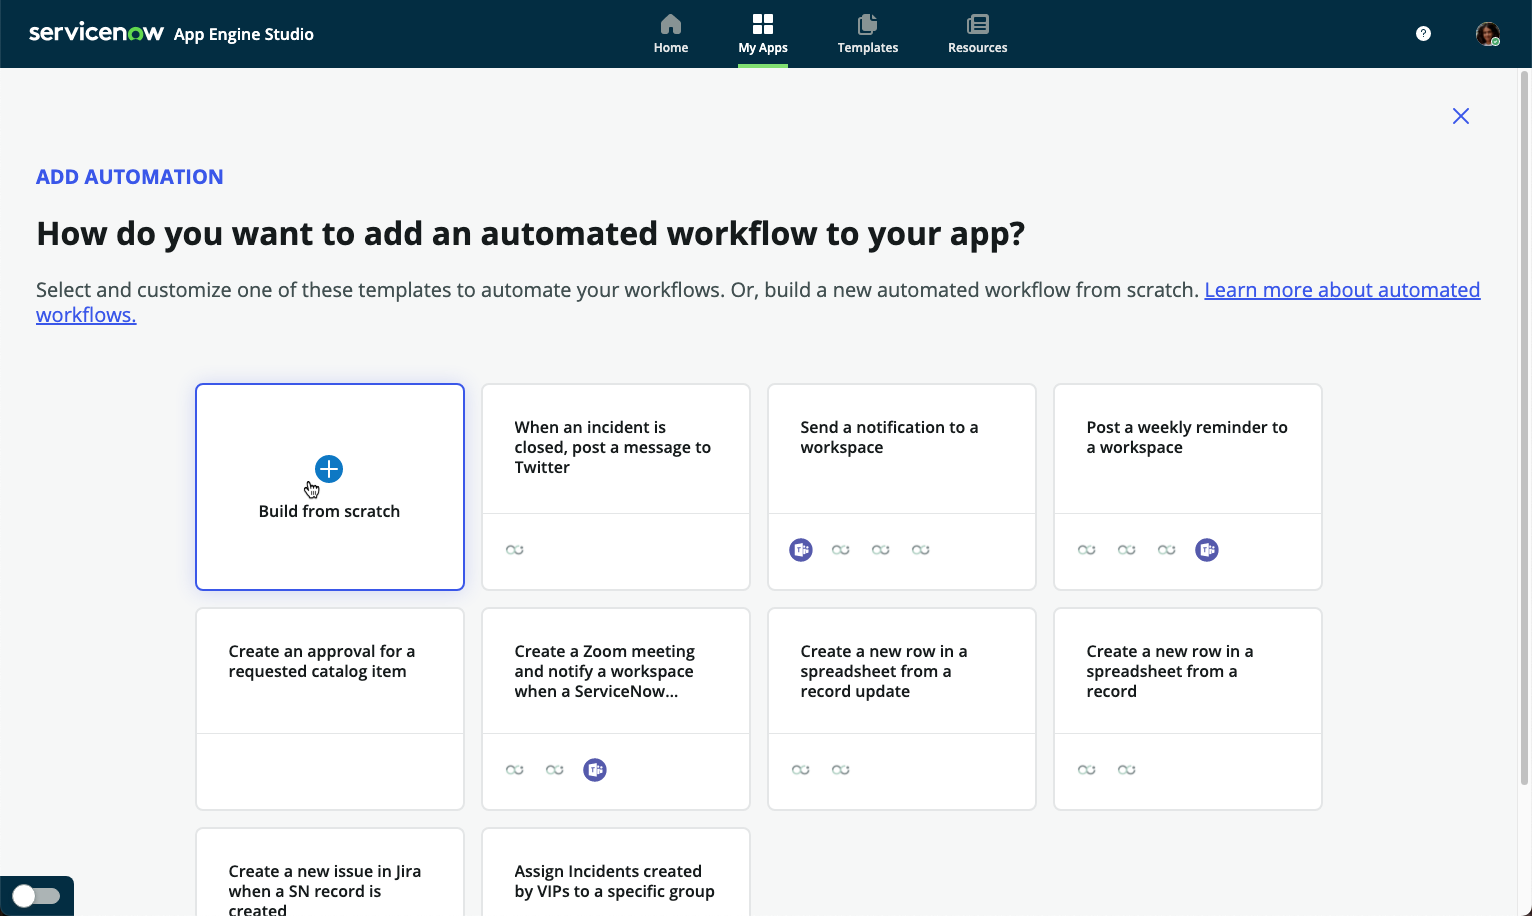 servicenow App Engine Studio
Home
My Apps
Templates
Resources
?
ADD AUTOMATION
How do you want to add an automated workflow to your app?
Select and customize one of these templates to automate your workflows. Or, build a new automated workflow from scratch. Learn more about automated
workflows.
Build from scratch
When an incident is
closed, post a message to
Twitter
Send a notification to a
workspace
Post a weekly reminder to
a workspace
Create an approval for a
requested catalog item
Create a Zoom meeting
and notify a workspace
when a ServiceNow...
Create a new row in a
spreadsheet from a
record update
Create a new row in a
spreadsheet from a
record
Create a new issue in Jira
when a SN record is
created
Assign Incidents created
by VIPs to a specific group